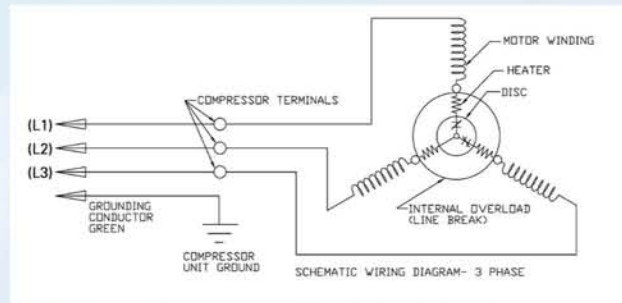 MOTOR WINDING
HEATER
DISC
COMPRESSOR TERMINALS
(L1)
(L2)
(L3)
GROUNDING
CONDUCTOR
GREEN
INTERNAL OVERLOAD
(LINE BREAK)
COMPRESSOR
UNIT GROUND
SCHEMATIC WIRING DIAGRAM- 3 PHASE